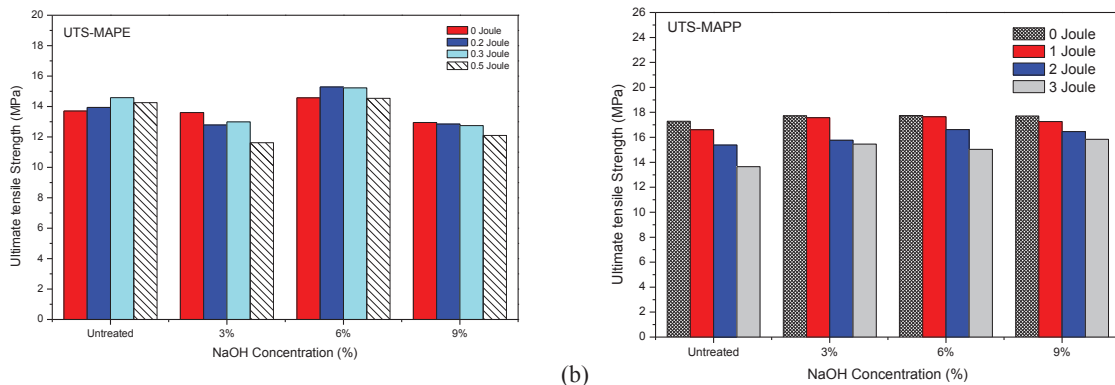 UTS-MAPE
0 Joule
0.2 Joule
0.3 Joule
0.5 Joule
Ultimate tensile Strength (MPa)
20
18
16
14
12
10
8
6
4
2
0
Untreated 3% 6% 9%
NaOH Concentration (%)
(b)
UTS-MAPP
0 Joule
1 Joule
2 Joule
3 Joule
Ultimate tensile Strength (MPa)
26
24
22
20
18
16
14
12
10
8
6
4
2
0
Untreated 3% 6% 9%
NaOH Concentration (%)